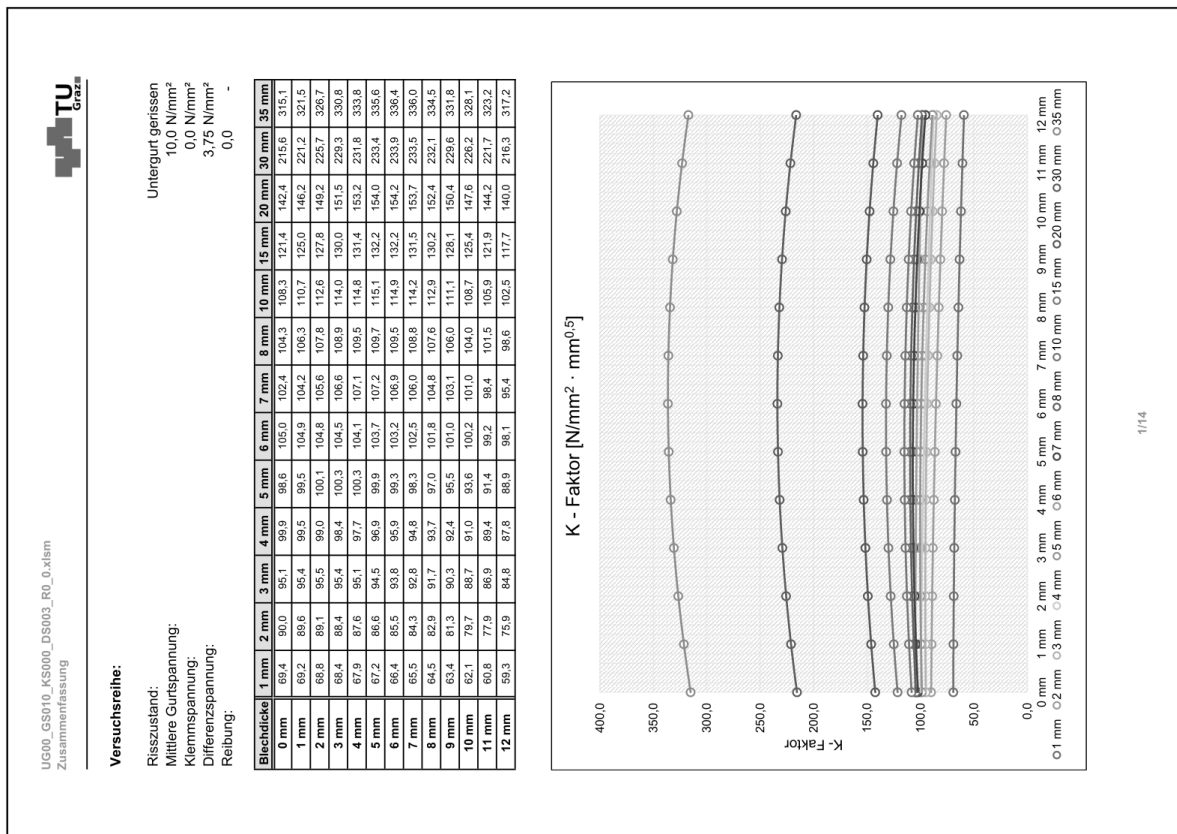 UG00_GS010_KS000_DS003_R0_0.xlsm
Zusammenfassung
TU
Graz
Versuchsreihe:
Risszustand: Untergurt gerissen
Mittlere Gurtspannung: 10,0 N/mm²
Klemmspannung: 0,0 N/mm²
Differenzspannung: 3,75 N/mm²
Reibung: 0,0 -
Blechdicke 1 mm 2 mm 3 mm 4 mm 5 mm 6 mm 7 mm 8 mm 10 mm 15 mm 20 mm 30 mm 35 mm
0 mm 69,4 90,0 95,1 99,9 98,6 105,0 102,4 104,3 108,3 121,4 142,4 215,6 315,1
1 mm 69,2 89,6 95,4 99,5 99,5 104,9 104,2 106,3 110,7 125,0 146,2 221,2 321,5
2 mm 68,8 89,1 95,5 99,0 100,1 104,8 105,6 107,8 112,6 127,8 149,2 225,7 326,7
3 mm 68,4 88,4 95,4 98,4 100,3 104,5 106,6 108,9 114,0 130,0 151,5 229,3 330,8
4 mm 67,9 87,6 95,1 97,7 100,3 104,1 107,1 109,5 114,8 131,4 153,2 231,8 333,8
5 mm 67,2 86,6 94,5 96,9 99,9 103,7 107,2 109,7 115,1 132,2 154,0 233,4 335,6
6 mm 66,4 85,5 93,8 95,9 99,3 103,2 106,9 109,5 114,9 132,2 154,2 233,9 336,4
7 mm 65,5 84,3 92,8 94,8 98,3 102,5 106,0 108,8 114,2 131,5 153,7 233,5 336,0
8 mm 64,5 82,9 91,7 93,7 97,0 101,8 104,8 107,6 112,9 130,2 152,4 232,1 334,5
9 mm 63,4 81,3 90,3 92,4 95,5 101,0 103,1 106,0 111,1 128,1 150,4 229,6 331,8
10 mm 62,1 79,7 88,7 91,0 93,6 100,2 101,0 104,0 108,7 125,4 147,6 226,2 328,1
11 mm 60,8 77,9 86,9 89,4 91,4 99,2 98,4 101,5 105,9 121,9 144,2 221,7 323,2
12 mm 59,3 75,9 84,8 87,8 88,9 98,1 95,4 98,6 102,5 117,7 140,0 216,3 317,2
K - Faktor [N/mm² · mm⁰,⁵]
K - Faktor
400,0
350,0
300,0
250,0
200,0
150,0
100,0
50,0
0,0
0 mm 1 mm 2 mm 3 mm 4 mm 5 mm 6 mm 7 mm 8 mm 9 mm 10 mm 11 mm 12 mm
1 mm 2 mm 3 mm 4 mm 5 mm 6 mm 7 mm 8 mm 10 mm 15 mm 20 mm 30 mm 35 mm
1/14